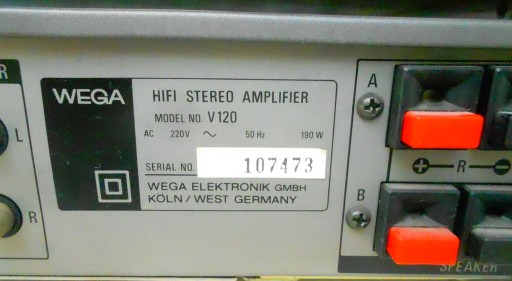 WEGA
HIFI STEREO AMPLIFIER
MODEL NO. V120
AC 220V ~ 50 Hz 190 W
SERIAL NO. 107473
WEGA ELEKTRONIK GMBH
KÖLN / WEST GERMANY
R
L
R
A
+ R −
B
SPEAKER